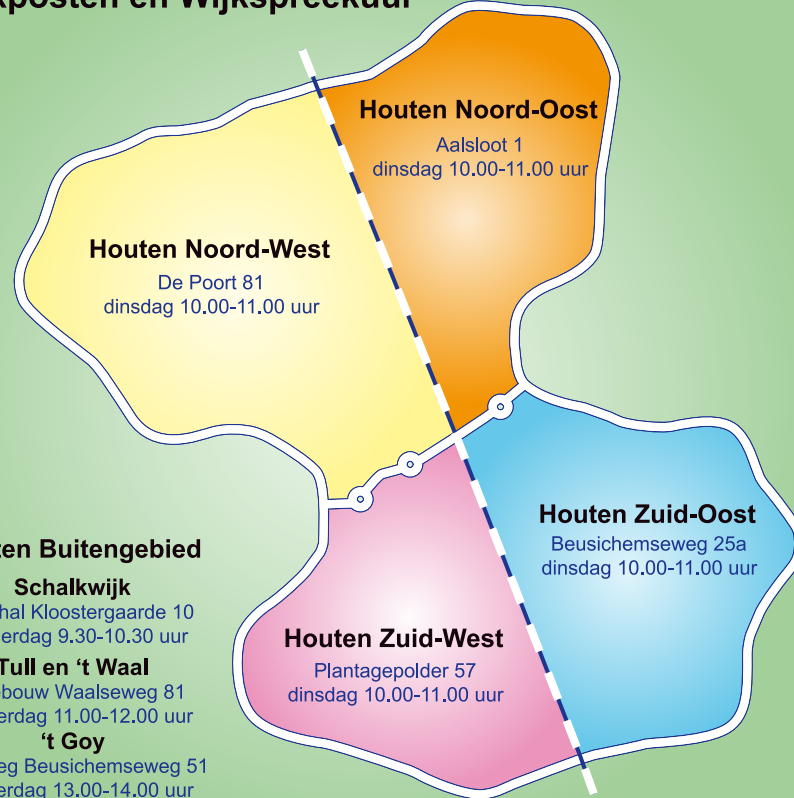 en Wijkspreekuur
Houten Noord-Oost
Aalsloot 1
dinsdag 10.00-11.00 uur
Houten Noord-West
De Poort 81
dinsdag 10.00-11.00 uur
Houten Zuid-Oost
Beusichemseweg 25a
dinsdag 10.00-11.00 uur
Houten Zuid-West
Plantagepolder 57
dinsdag 10.00-11.00 uur
Buitengebied
Schalkwijk
Kloostergaarde 10
9.30-10.30 uur
Tull en ‘t Waal
Waalseweg 81
11.00-12.00 uur
‘t Goy
Beusichemseweg 51
13.00-14.00 uur